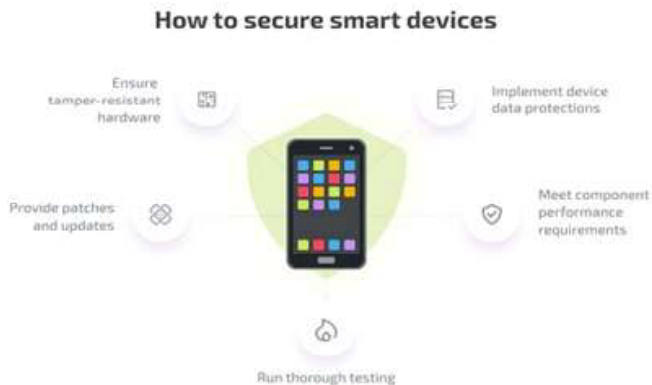 How to secure smart devices
Ensure
tamper-resistant
hardware
Implement device
data protections
Provide patches
and updates
Meet component
performance
requirements
Run thorough testing